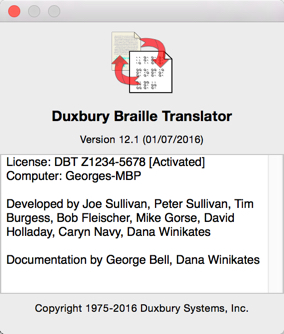 Duxbury Braille Translator
Version 12.1 (01/07/2016)
License: DBT Z1234-5678 [Activated]
Computer: Georges-MBP
Developed by Joe Sullivan, Peter Sullivan, Tim
Burgess, Bob Fleischer, Mike Gorse, David
Holladay, Caryn Navy, Dana Winikates
Documentation by George Bell, Dana Winikates
Copyright 1975-2016 Duxbury Systems, Inc.